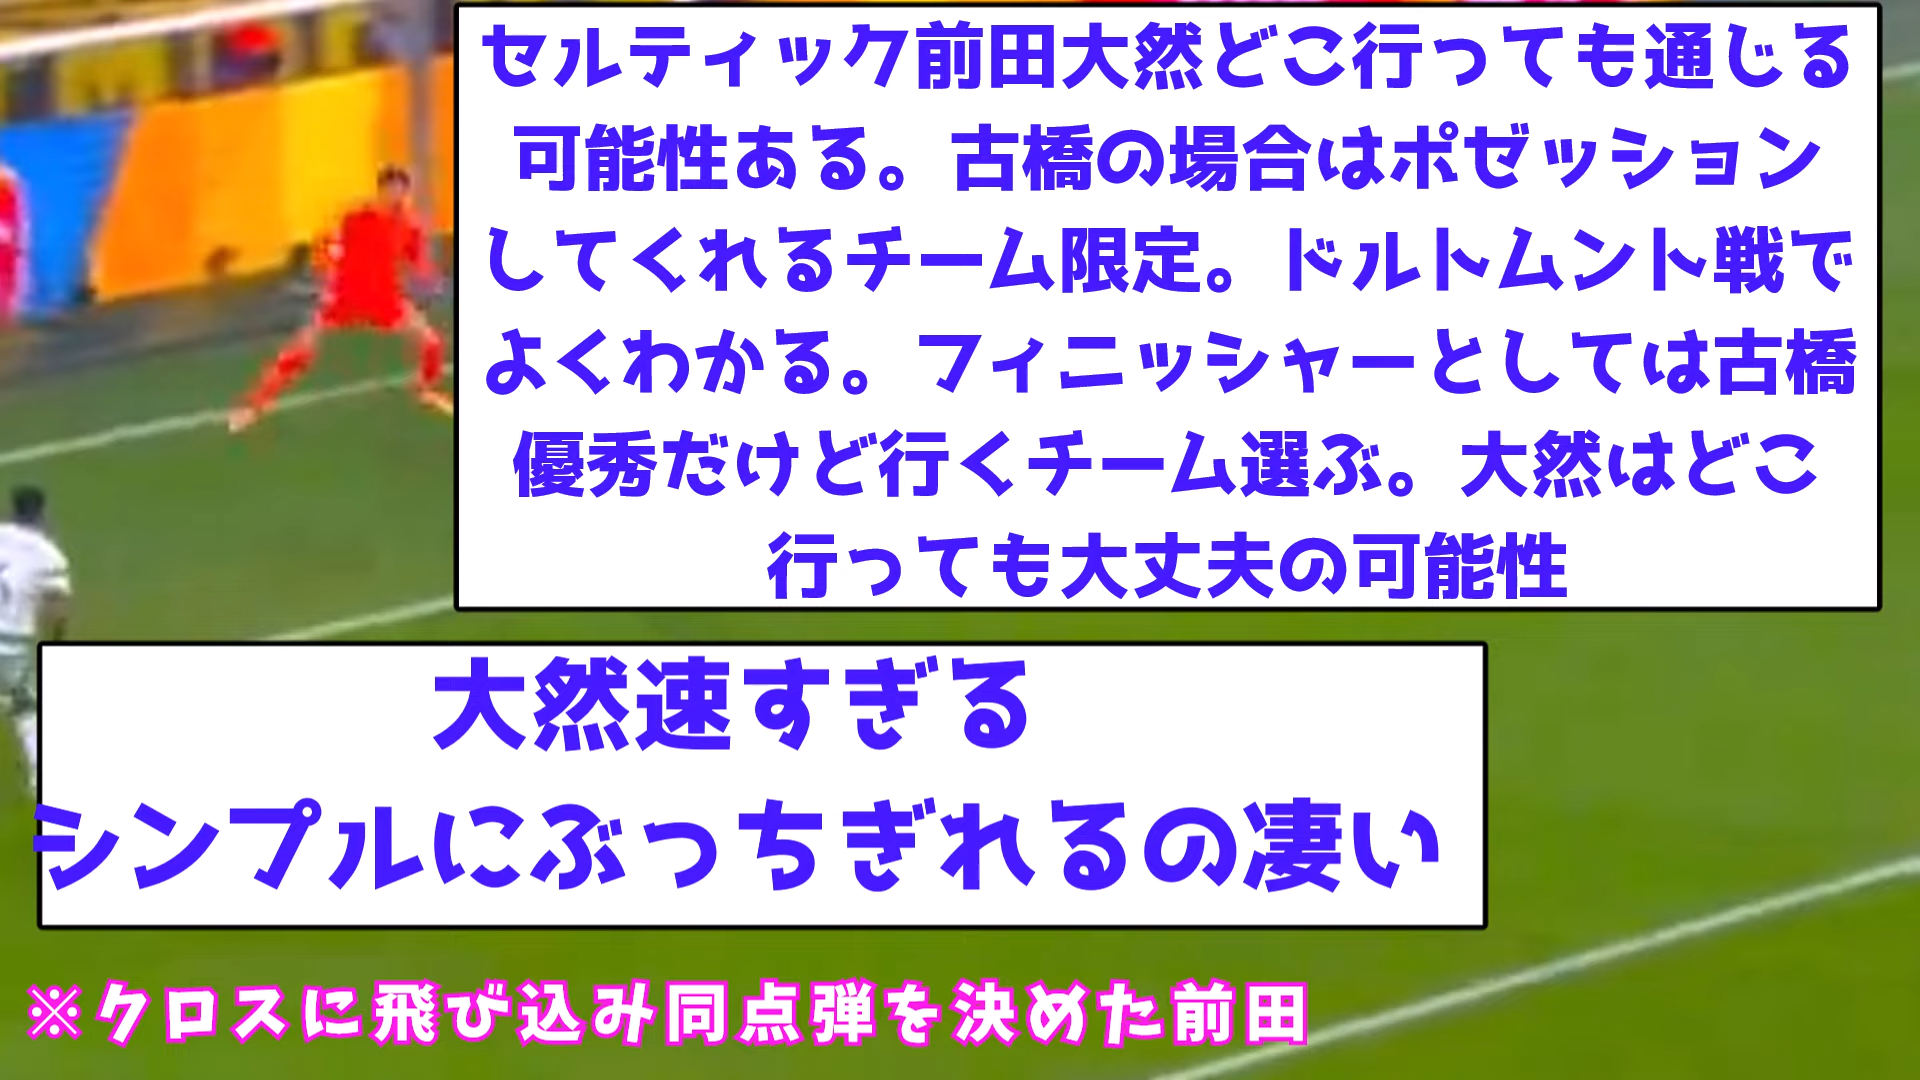 セルティック前田大然どこ行っても通じる
可能性ある。古橋の場合はポゼッション
してくれるチーム限定。ドルトムント戦で
よくわかる。フィニッシャーとしては古橋
優秀だけど行くチーム選ぶ。大然はどこ
行っても大丈夫の可能性
大然速すぎる
シンプルにぶっちぎれるの凄い
※クロスに飛び込み同点弾を決めた前田